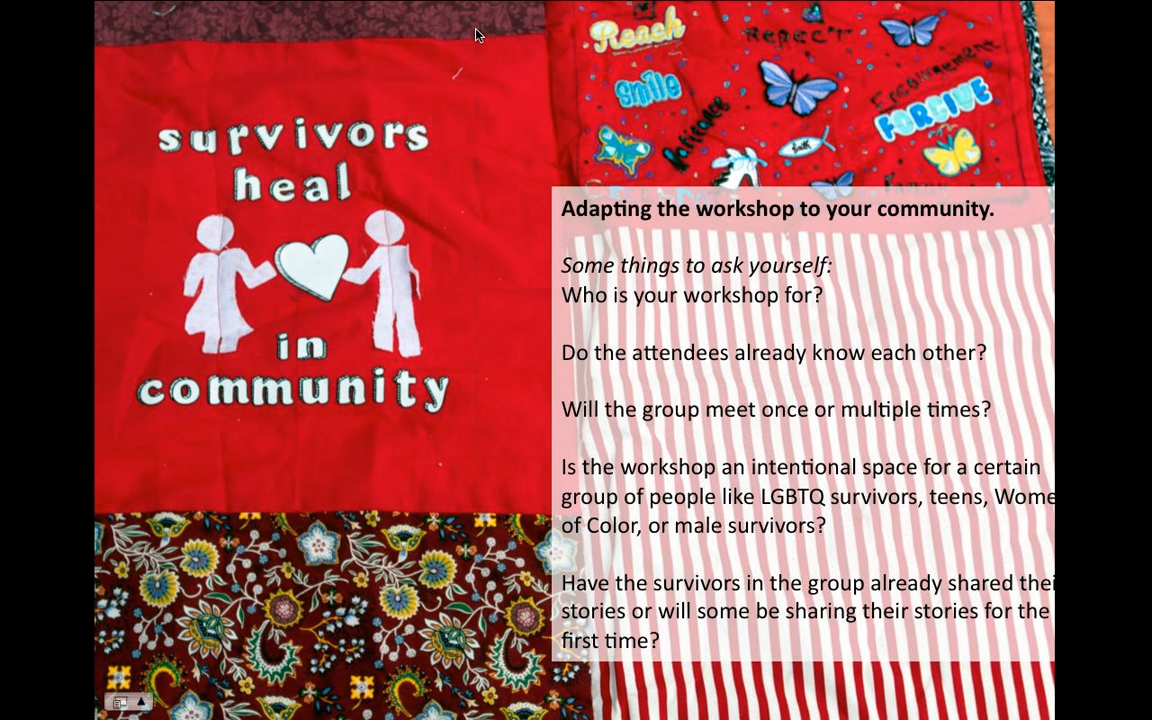 survivors
heal
in
community
Reach
Respect
Smile
Encouragement
FORGIVE
faith
Adapting the workshop to your community.
Some things to ask yourself:
Who is your workshop for?
Do the attendees already know each other?
Will the group meet once or multiple times?
Is the workshop an intentional space for a certain
group of people like LGBTQ survivors, teens, Wome
of Color, or male survivors?
Have the survivors in the group already shared thei
stories or will some be sharing their stories for the
first time?